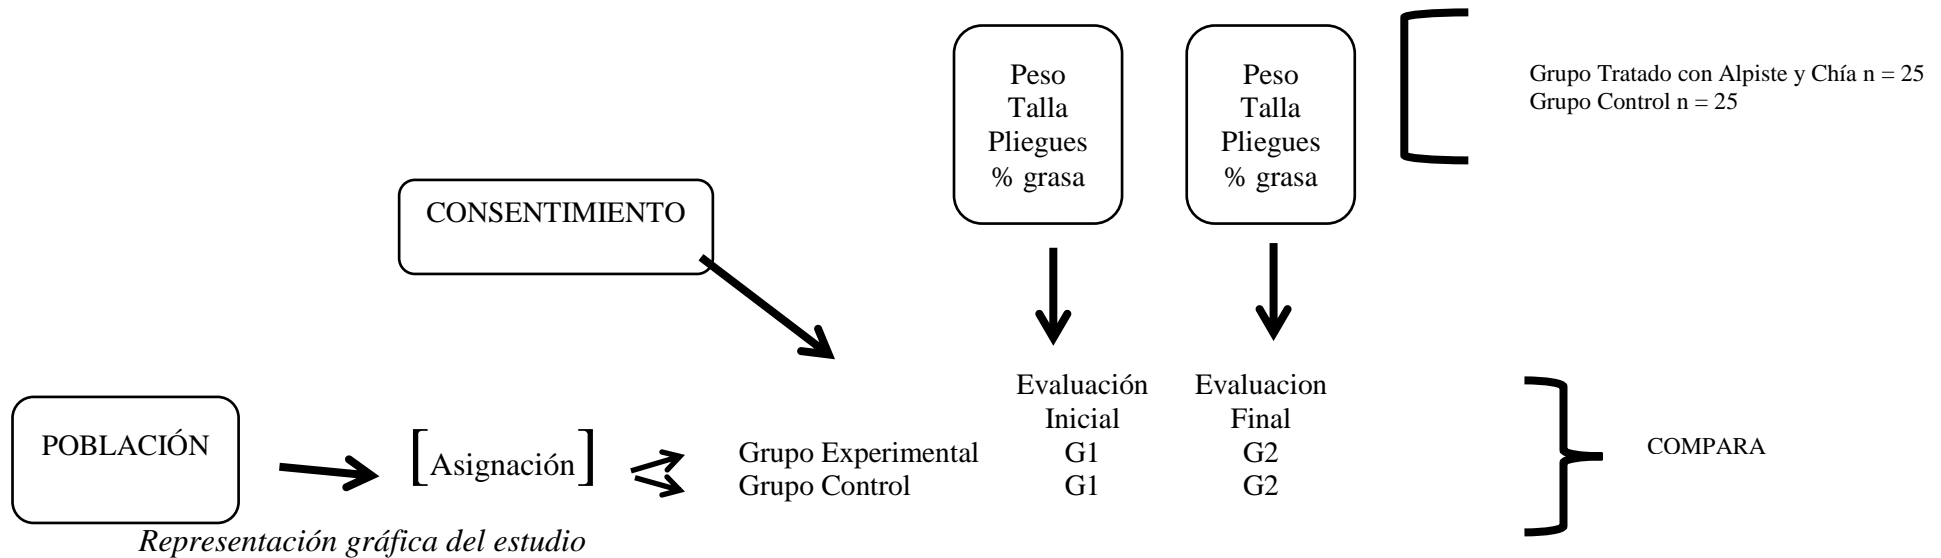 Peso
Talla
Pliegues
% grasa
Peso
Talla
Pliegues
% grasa
Grupo Tratado con Alpiste y Chía n = 25
Grupo Control n = 25
CONSENTIMIENTO
POBLACIÓN
[Asignación]
Evaluación
Inicial
Evaluacion
Final
Grupo Experimental G1 G2
Grupo Control G1 G2
COMPARA
Representación gráfica del estudio